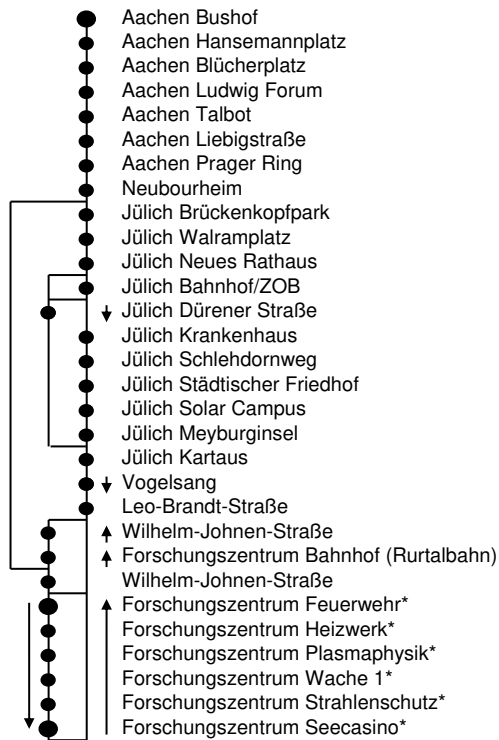 Aachen Bushof
Aachen Hansemannplatz
Aachen Blücherplatz
Aachen Ludwig Forum
Aachen Talbot
Aachen Liebigstraße
Aachen Prager Ring
Neubourheim
Jülich Brückenkopfpark
Jülich Walramplatz
Jülich Neues Rathaus
Jülich Bahnhof/ZOB
Jülich Dürener Straße
Jülich Krankenhaus
Jülich Schlehdornweg
Jülich Städtischer Friedhof
Jülich Solar Campus
Jülich Meyburginsel
Jülich Kartaus
Vogelsang
Leo-Brandt-Straße
Wilhelm-Johnen-Straße
Forschungszentrum Bahnhof (Rurtalbahn)
Wilhelm-Johnen-Straße
Forschungszentrum Feuerwehr*
Forschungszentrum Heizwerk*
Forschungszentrum Plasmaphysik*
Forschungszentrum Wache 1*
Forschungszentrum Strahlenschutz*
Forschungszentrum Seecasino*